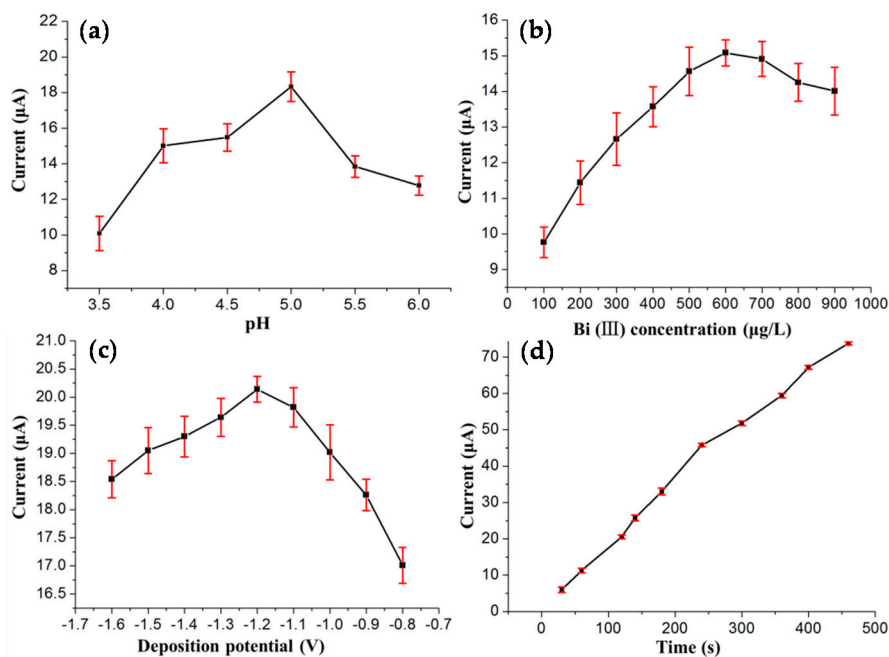 (a)
Current (μA)
22
20
18
16
14
12
10
8
3.5 4.0 4.5 5.0 5.5 6.0
pH
(b)
Current (μA)
16
15
14
13
12
11
10
9
0 100 200 300 400 500 600 700 800 900 1000
Bi (Ⅲ) concentration (μg/L)
(c)
Current (μA)
21.0
20.5
20.0
19.5
19.0
18.5
18.0
17.5
17.0
16.5
-1.7 -1.6 -1.5 -1.4 -1.3 -1.2 -1.1 -1.0 -0.9 -0.8 -0.7
Deposition potential (V)
(d)
Current (μA)
70
60
50
40
30
20
10
0
0 100 200 300 400 500
Time (s)